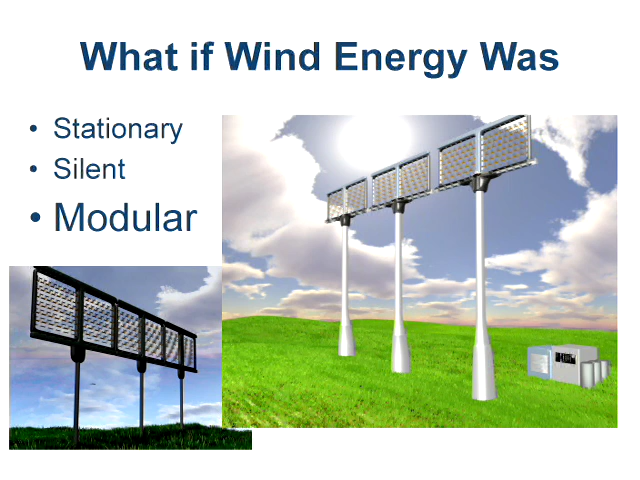 What if Wind Energy Was
• Stationary
• Silent
• Modular